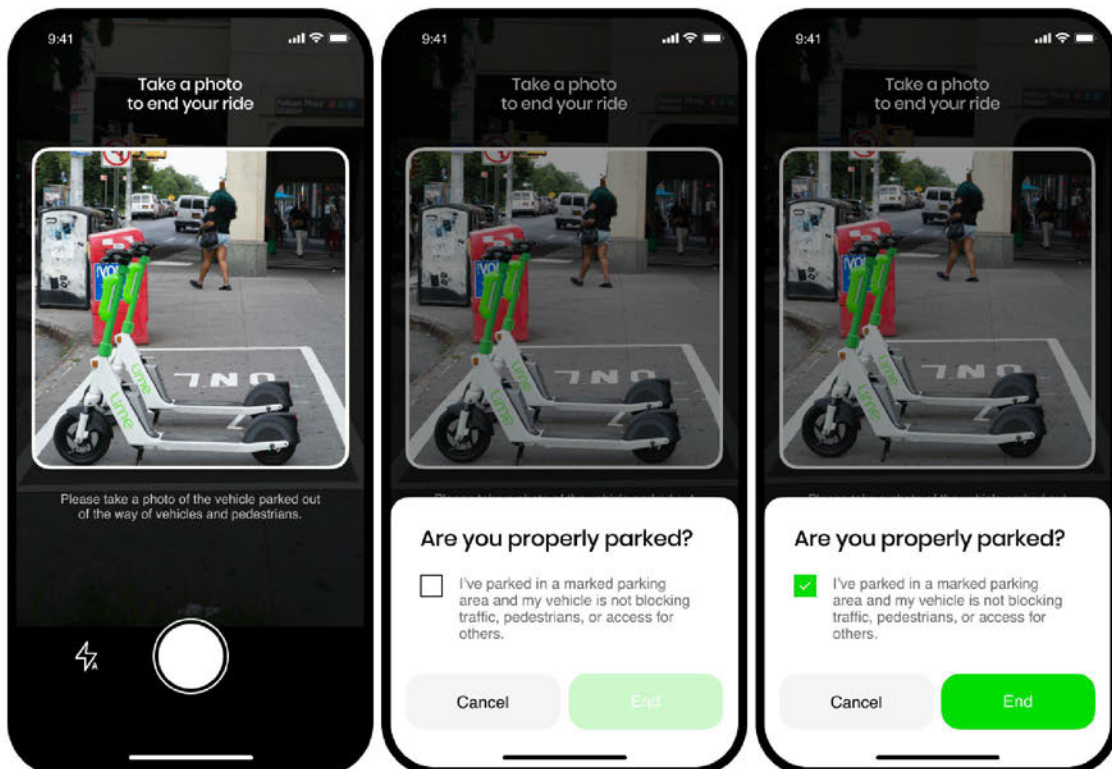 9:41
Take a photo
to end your ride
Lime
Lime
Please take a photo of the vehicle parked out
of the way of vehicles and pedestrians.
A
9:41
Take a photo
to end your ride
Lime
Lime
Are you properly parked?
I've parked in a marked parking
area and my vehicle is not blocking
traffic, pedestrians, or access for
others.
Cancel
End
9:41
Take a photo
to end your ride
Lime
Lime
Are you properly parked?
I've parked in a marked parking
area and my vehicle is not blocking
traffic, pedestrians, or access for
others.
Cancel
End